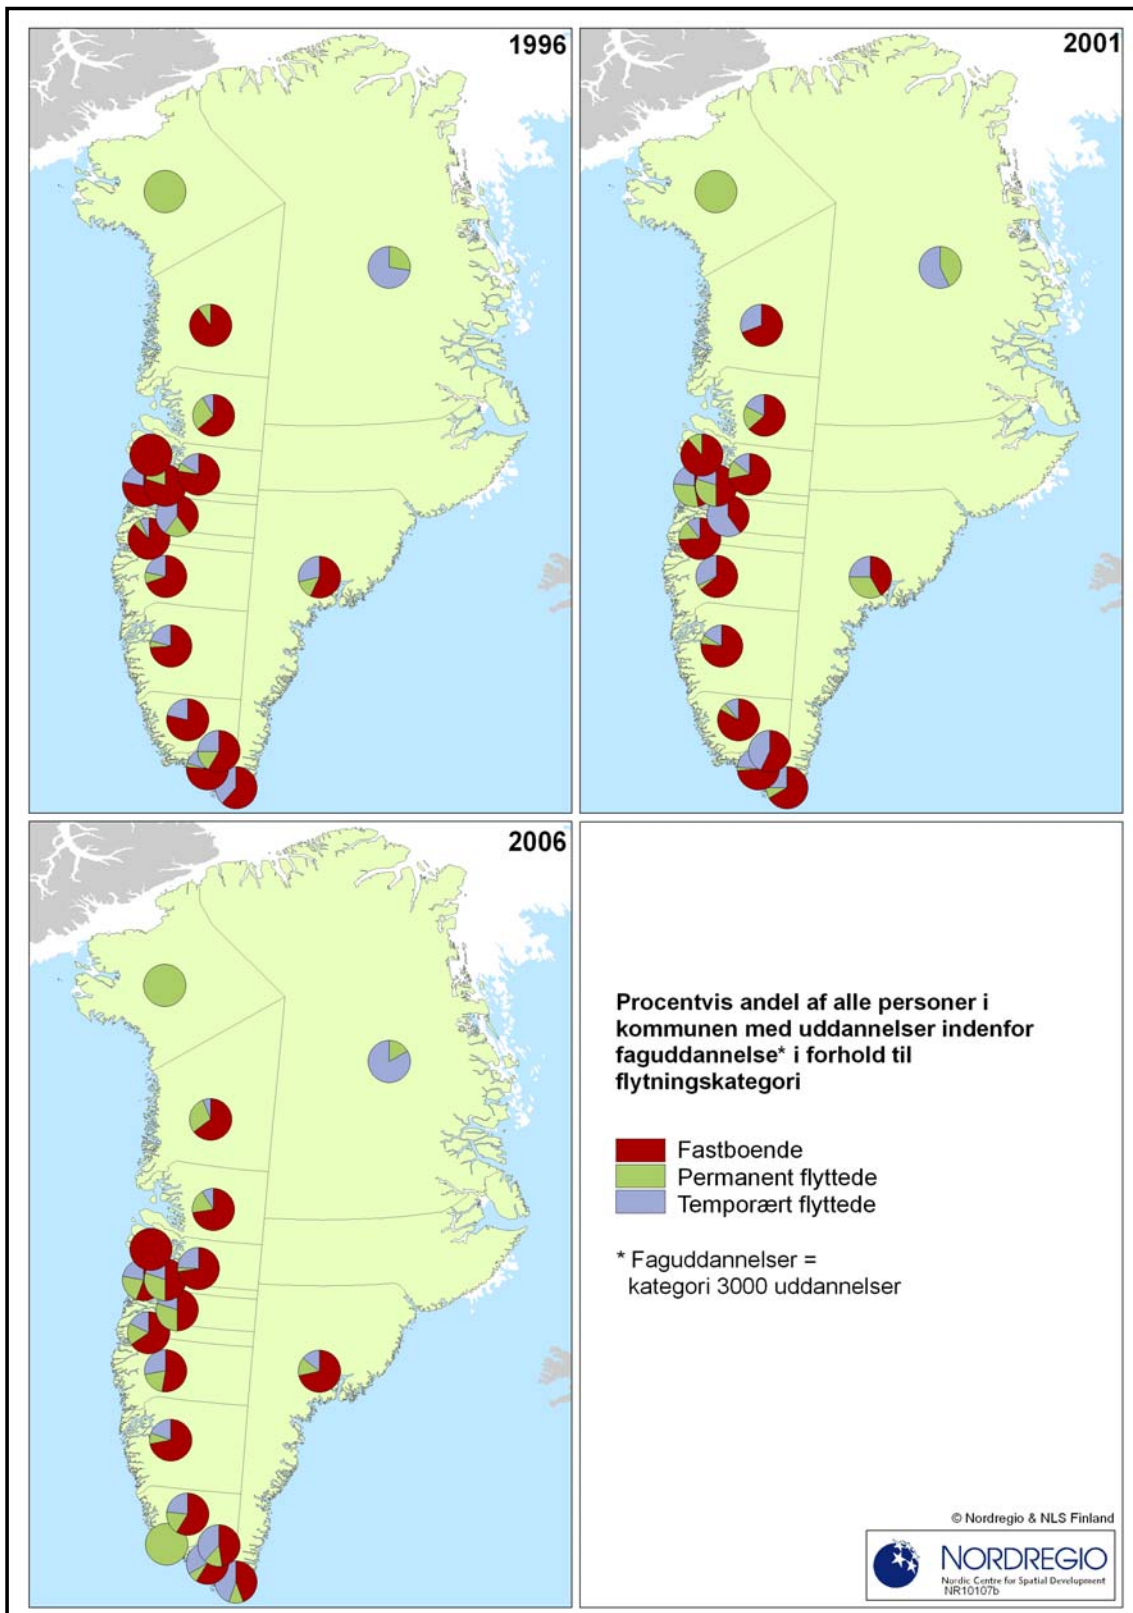 1996
2001
2006
Procentvis andel af alle personer i
kommunen med uddannelser indenfor
faguddannelse* i forhold til
flytningskategori
Fastboende
Permanent flyttede
Temporært flyttede
* Faguddannelser =
kategori 3000 uddannelser
© Nordregio & NLS Finland
NORDREGIO
Nordic Centre for Spatial Development
NR10107b